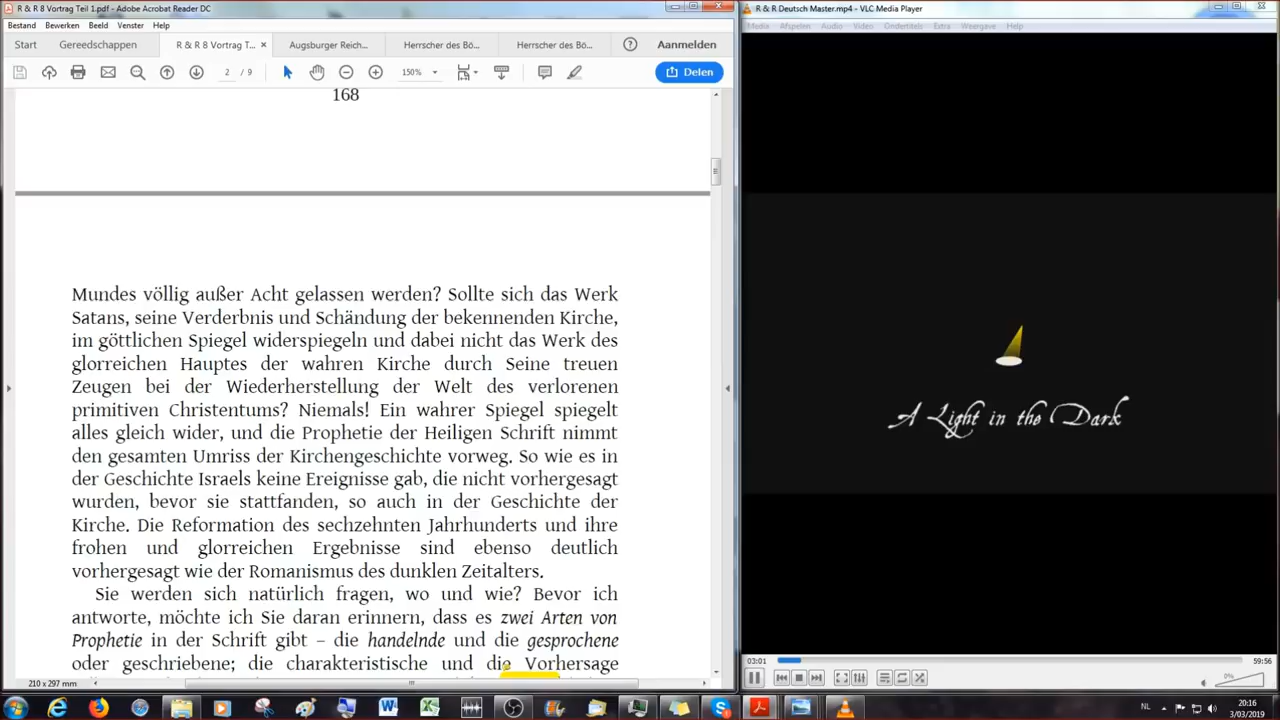 R & R 8 Vortrag Teil 1.pdf - Adobe Acrobat Reader DC
Bestand Bewerken Beeld Venster Help
Start Gereedschappen R & R 8 Vortrag T... × Augsburger Reich... Herrscher des Bö... Herrscher des Bö... Aanmelden
2 / 9 150% Delen
168
Mundes völlig außer Acht gelassen werden? Sollte sich das Werk
Satans, seine Verderbnis und Schändung der bekennenden Kirche,
im göttlichen Spiegel widerspiegeln und dabei nicht das Werk des
glorreichen Hauptes der wahren Kirche durch Seine treuen
Zeugen bei der Wiederherstellung der Welt des verlorenen
primitiven Christentums? Niemals! Ein wahrer Spiegel spiegelt
alles gleich wider, und die Prophetie der Heiligen Schrift nimmt
den gesamten Umriss der Kirchengeschichte vorweg. So wie es in
der Geschichte Israels keine Ereignisse gab, die nicht vorhergesagt
wurden, bevor sie stattfanden, so auch in der Geschichte der
Kirche. Die Reformation des sechzehnten Jahrhunderts und ihre
frohen und glorreichen Ergebnisse sind ebenso deutlich
vorhergesagt wie der Romanismus des dunklen Zeitalters.
Sie werden sich natürlich fragen, wo und wie? Bevor ich
antworte, möchte ich Sie daran erinnern, dass es zwei Arten von
Prophetie in der Schrift gibt – die handelnde und die gesprochene
oder geschriebene; die charakteristische und die Vorhersage
210 x 297 mm
R & R Deutsch Master.mp4 - VLC Media Player
Media Afspelen Audio Video Ondertiteling Extra Weergave Help
A Light in the Dark
03:01 59:56
0%
NL 20:16
3/03/2019